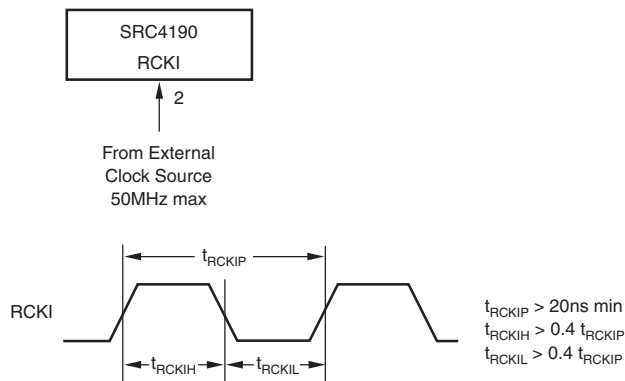 SRC4190
RCKI
2
From External
Clock Source
50MHz max
tRCKIP
RCKI
tRCKIH
tRCKIL
tRCKIP > 20ns min
tRCKIH > 0.4 tRCKIP
tRCKIL > 0.4 tRCKIP